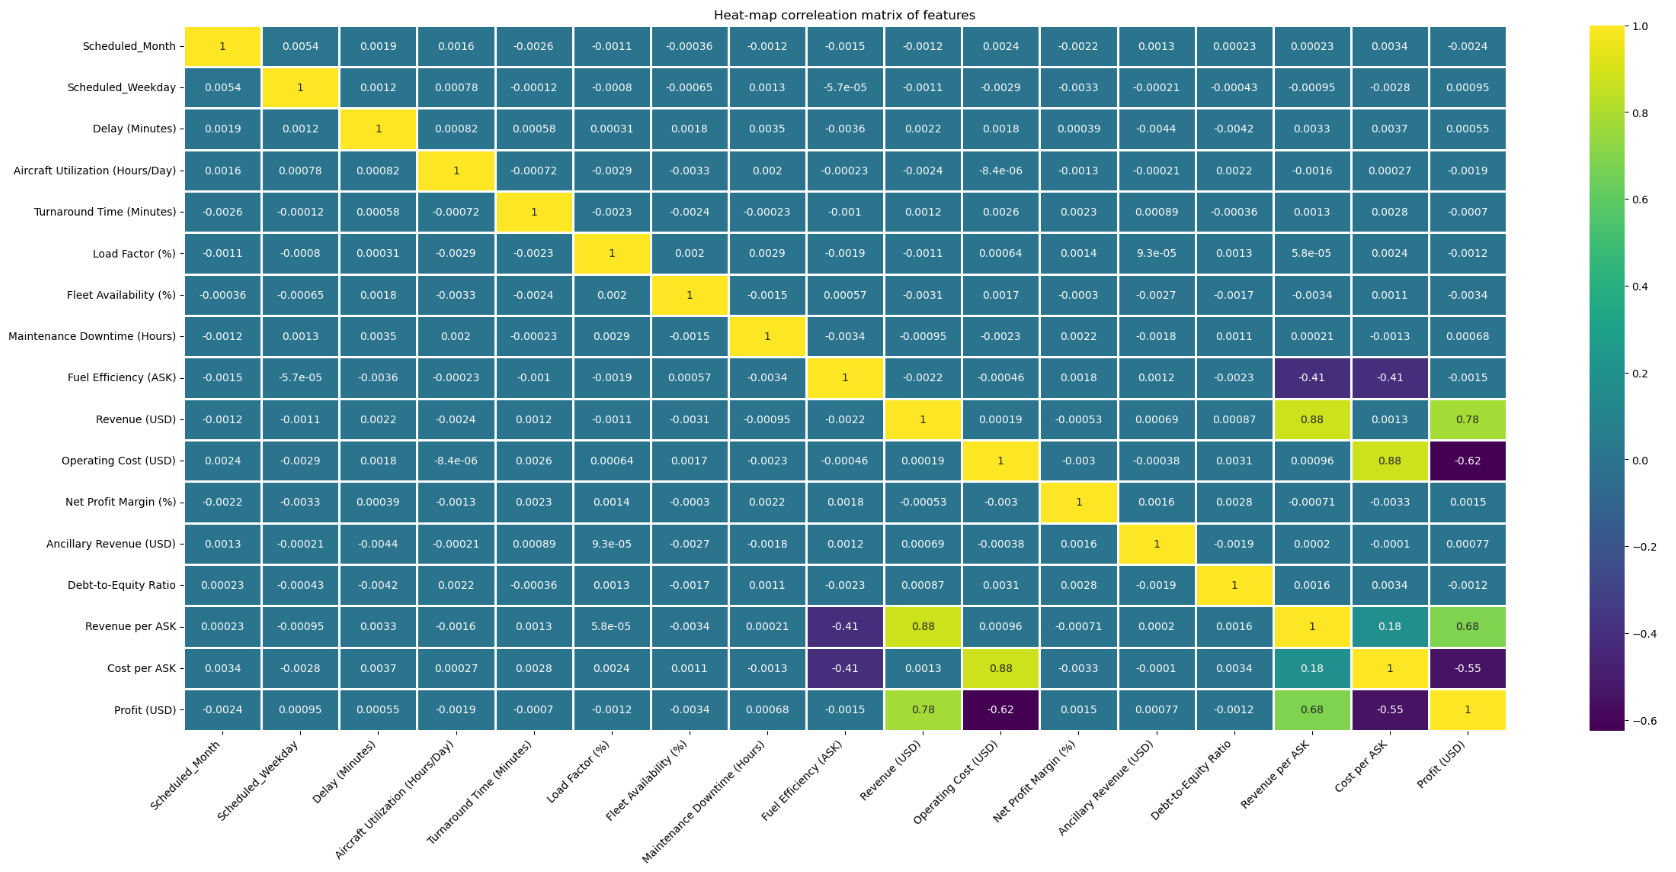 Heat-map correleation matrix of features
Scheduled_Month 1 0.0054 0.0019 0.0016 -0.0026 -0.0011 -0.00036 -0.0012 -0.0015 -0.0012 0.0024 -0.0022 0.0013 0.00023 0.00023 0.0034 -0.0024
Scheduled_Weekday 0.0054 1 0.0012 0.00078 -0.00012 -0.0008 -0.00065 0.0013 -5.7e-05 -0.0011 -0.0029 -0.0033 -0.00021 -0.00043 -0.00095 -0.0028 0.00095
Delay (Minutes) 0.0019 0.0012 1 0.00082 0.00058 0.00031 0.0018 0.0035 -0.0036 0.0022 0.0018 0.00039 -0.0044 -0.0042 0.0033 0.0037 0.00055
Aircraft Utilization (Hours/Day) 0.0016 0.00078 0.00082 1 -0.00072 -0.0029 -0.0033 0.002 -0.00023 -0.0024 -8.4e-06 -0.0013 -0.00021 0.0022 -0.0016 0.00027 -0.0019
Turnaround Time (Minutes) -0.0026 -0.00012 0.00058 -0.00072 1 -0.0023 -0.0024 -0.00023 -0.001 0.0012 0.0026 0.0023 0.00089 -0.00036 0.0013 0.0028 -0.0007
Load Factor (%) -0.0011 -0.0008 0.00031 -0.0029 -0.0023 1 0.002 0.0029 -0.0019 -0.0011 0.00064 0.0014 9.3e-05 0.0013 5.8e-05 0.0024 -0.0012
Fleet Availability (%) -0.00036 -0.00065 0.0018 -0.0033 -0.0024 0.002 1 -0.0015 0.00057 -0.0031 0.0017 -0.0003 -0.0027 -0.0017 -0.0034 0.0011 -0.0034
Maintenance Downtime (Hours) -0.0012 0.0013 0.0035 0.002 -0.00023 0.0029 -0.0015 1 -0.0034 -0.00095 -0.0023 0.0022 -0.0018 0.0011 0.00021 -0.0013 0.00068
Fuel Efficiency (ASK) -0.0015 -5.7e-05 -0.0036 -0.00023 -0.001 -0.0019 0.00057 -0.0034 1 -0.0022 -0.00046 0.0018 0.0012 -0.0023 -0.41 -0.41 -0.0015
Revenue (USD) -0.0012 -0.0011 0.0022 -0.0024 0.0012 -0.0011 -0.0031 -0.00095 -0.0022 1 0.00019 -0.00053 0.00069 0.00087 0.88 0.0013 0.78
Operating Cost (USD) 0.0024 -0.0029 0.0018 -8.4e-06 0.0026 0.00064 0.0017 -0.0023 -0.00046 0.00019 1 -0.003 -0.00038 0.0031 0.00096 0.88 -0.62
Net Profit Margin (%) -0.0022 -0.0033 0.00039 -0.0013 0.0023 0.0014 -0.0003 0.0022 0.0018 -0.00053 -0.003 1 0.0016 0.0028 -0.00071 -0.0033 0.0015
Ancillary Revenue (USD) 0.0013 -0.00021 -0.0044 -0.00021 0.00089 9.3e-05 -0.0027 -0.0018 0.0012 0.00069 -0.00038 0.0016 1 -0.0019 0.0002 -0.0001 0.00077
Debt-to-Equity Ratio 0.00023 -0.00043 -0.0042 0.0022 -0.00036 0.0013 -0.0017 0.0011 -0.0023 0.00087 0.0031 0.0028 -0.0019 1 0.0016 0.0034 -0.0012
Revenue per ASK 0.00023 -0.00095 0.0033 -0.0016 0.0013 5.8e-05 -0.0034 0.00021 -0.41 0.88 0.00096 -0.00071 0.0002 0.0016 1 0.18 0.68
Cost per ASK 0.0034 -0.0028 0.0037 0.00027 0.0028 0.0024 0.0011 -0.0013 -0.41 0.0013 0.88 -0.0033 -0.0001 0.0034 0.18 1 -0.55
Profit (USD) -0.0024 0.00095 0.00055 -0.0019 -0.0007 -0.0012 -0.0034 0.00068 -0.0015 0.78 -0.62 0.0015 0.00077 -0.0012 0.68 -0.55 1
Scheduled_Month
Scheduled_Weekday
Delay (Minutes)
Aircraft Utilization (Hours/Day)
Turnaround Time (Minutes)
Load Factor (%)
Fleet Availability (%)
Maintenance Downtime (Hours)
Fuel Efficiency (ASK)
Revenue (USD)
Operating Cost (USD)
Net Profit Margin (%)
Ancillary Revenue (USD)
Debt-to-Equity Ratio
Revenue per ASK
Cost per ASK
Profit (USD)
1.0
0.8
0.6
0.4
0.2
0.0
−0.2
−0.4
−0.6